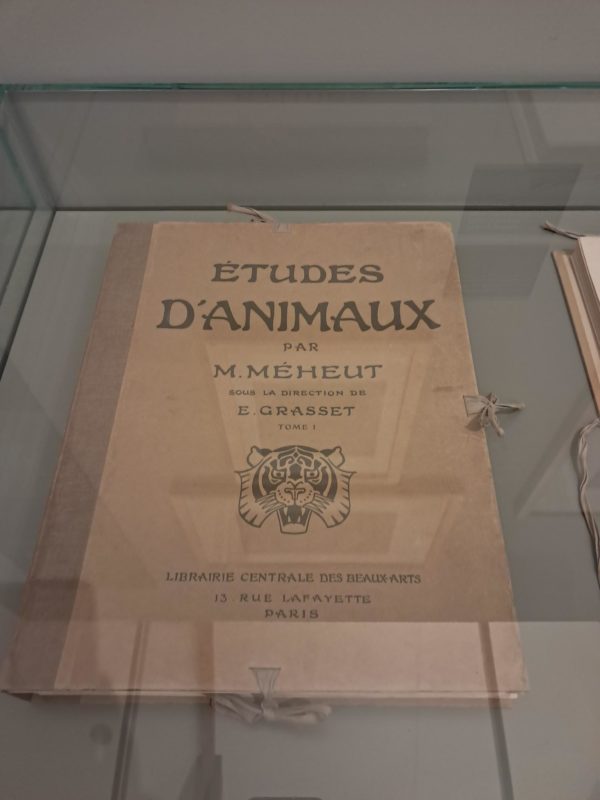 ÉTUDES
D'ANIMAUX
PAR
M. MÉHEUT
SOUS LA DIRECTION DE
E. GRASSET
TOME I
LIBRAIRIE CENTRALE DES BEAUX-ARTS
13. RUE LAFAYETTE
PARIS